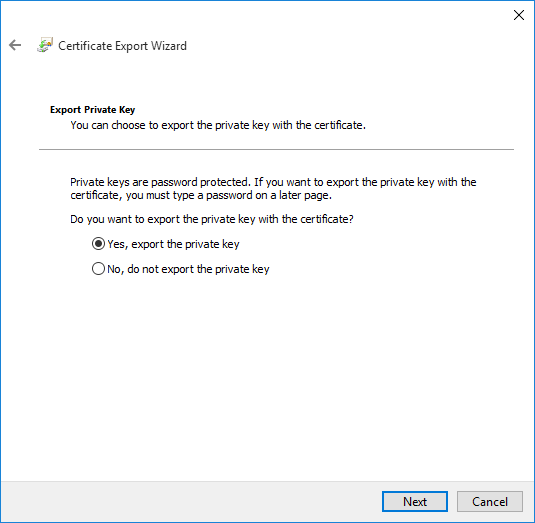 Certificate Export Wizard
Export Private Key
You can choose to export the private key with the certificate.
Private keys are password protected. If you want to export the private key with the
certificate, you must type a password on a later page.
Do you want to export the private key with the certificate?
Yes, export the private key
No, do not export the private key
Next
Cancel